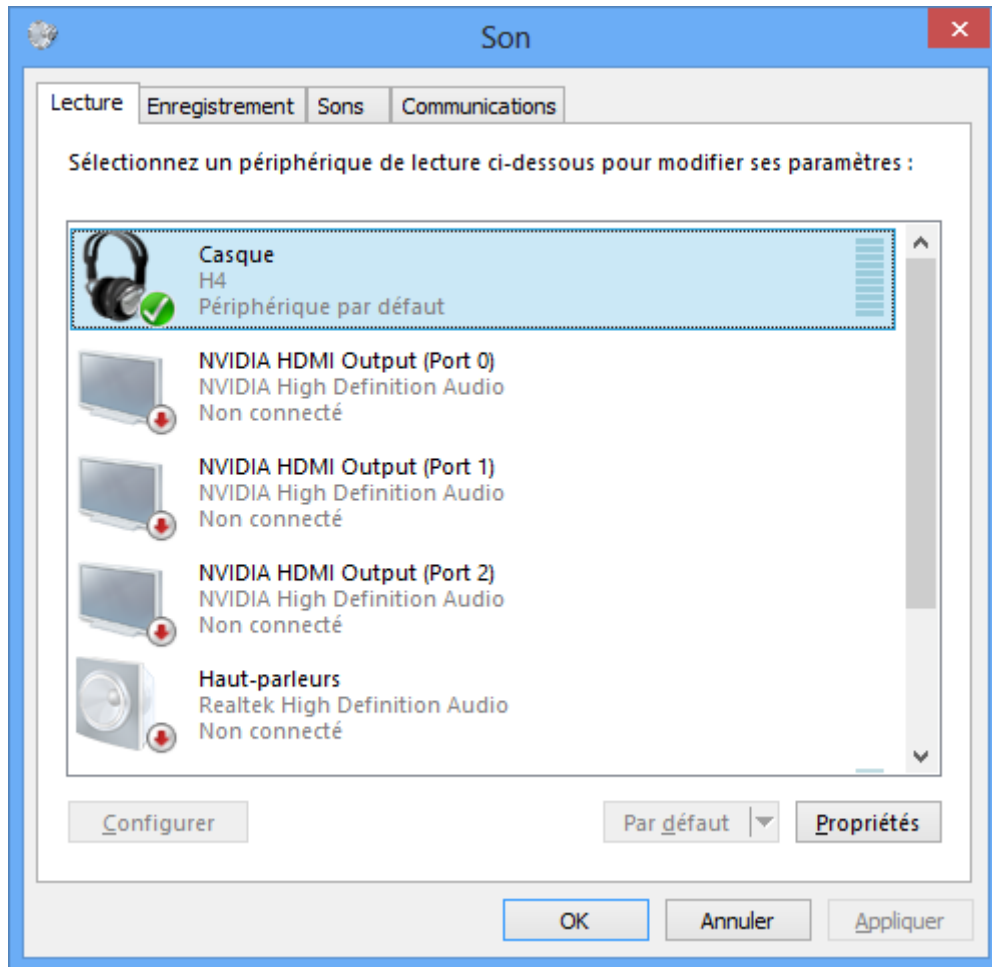 Son
Lecture Enregistrement Sons Communications
Sélectionnez un périphérique de lecture ci-dessous pour modifier ses paramètres :
Casque
H4
Périphérique par défaut
NVIDIA HDMI Output (Port 0)
NVIDIA High Definition Audio
Non connecté
NVIDIA HDMI Output (Port 1)
NVIDIA High Definition Audio
Non connecté
NVIDIA HDMI Output (Port 2)
NVIDIA High Definition Audio
Non connecté
Haut-parleurs
Realtek High Definition Audio
Non connecté
Configurer Par défaut Propriétés
OK Annuler Appliquer